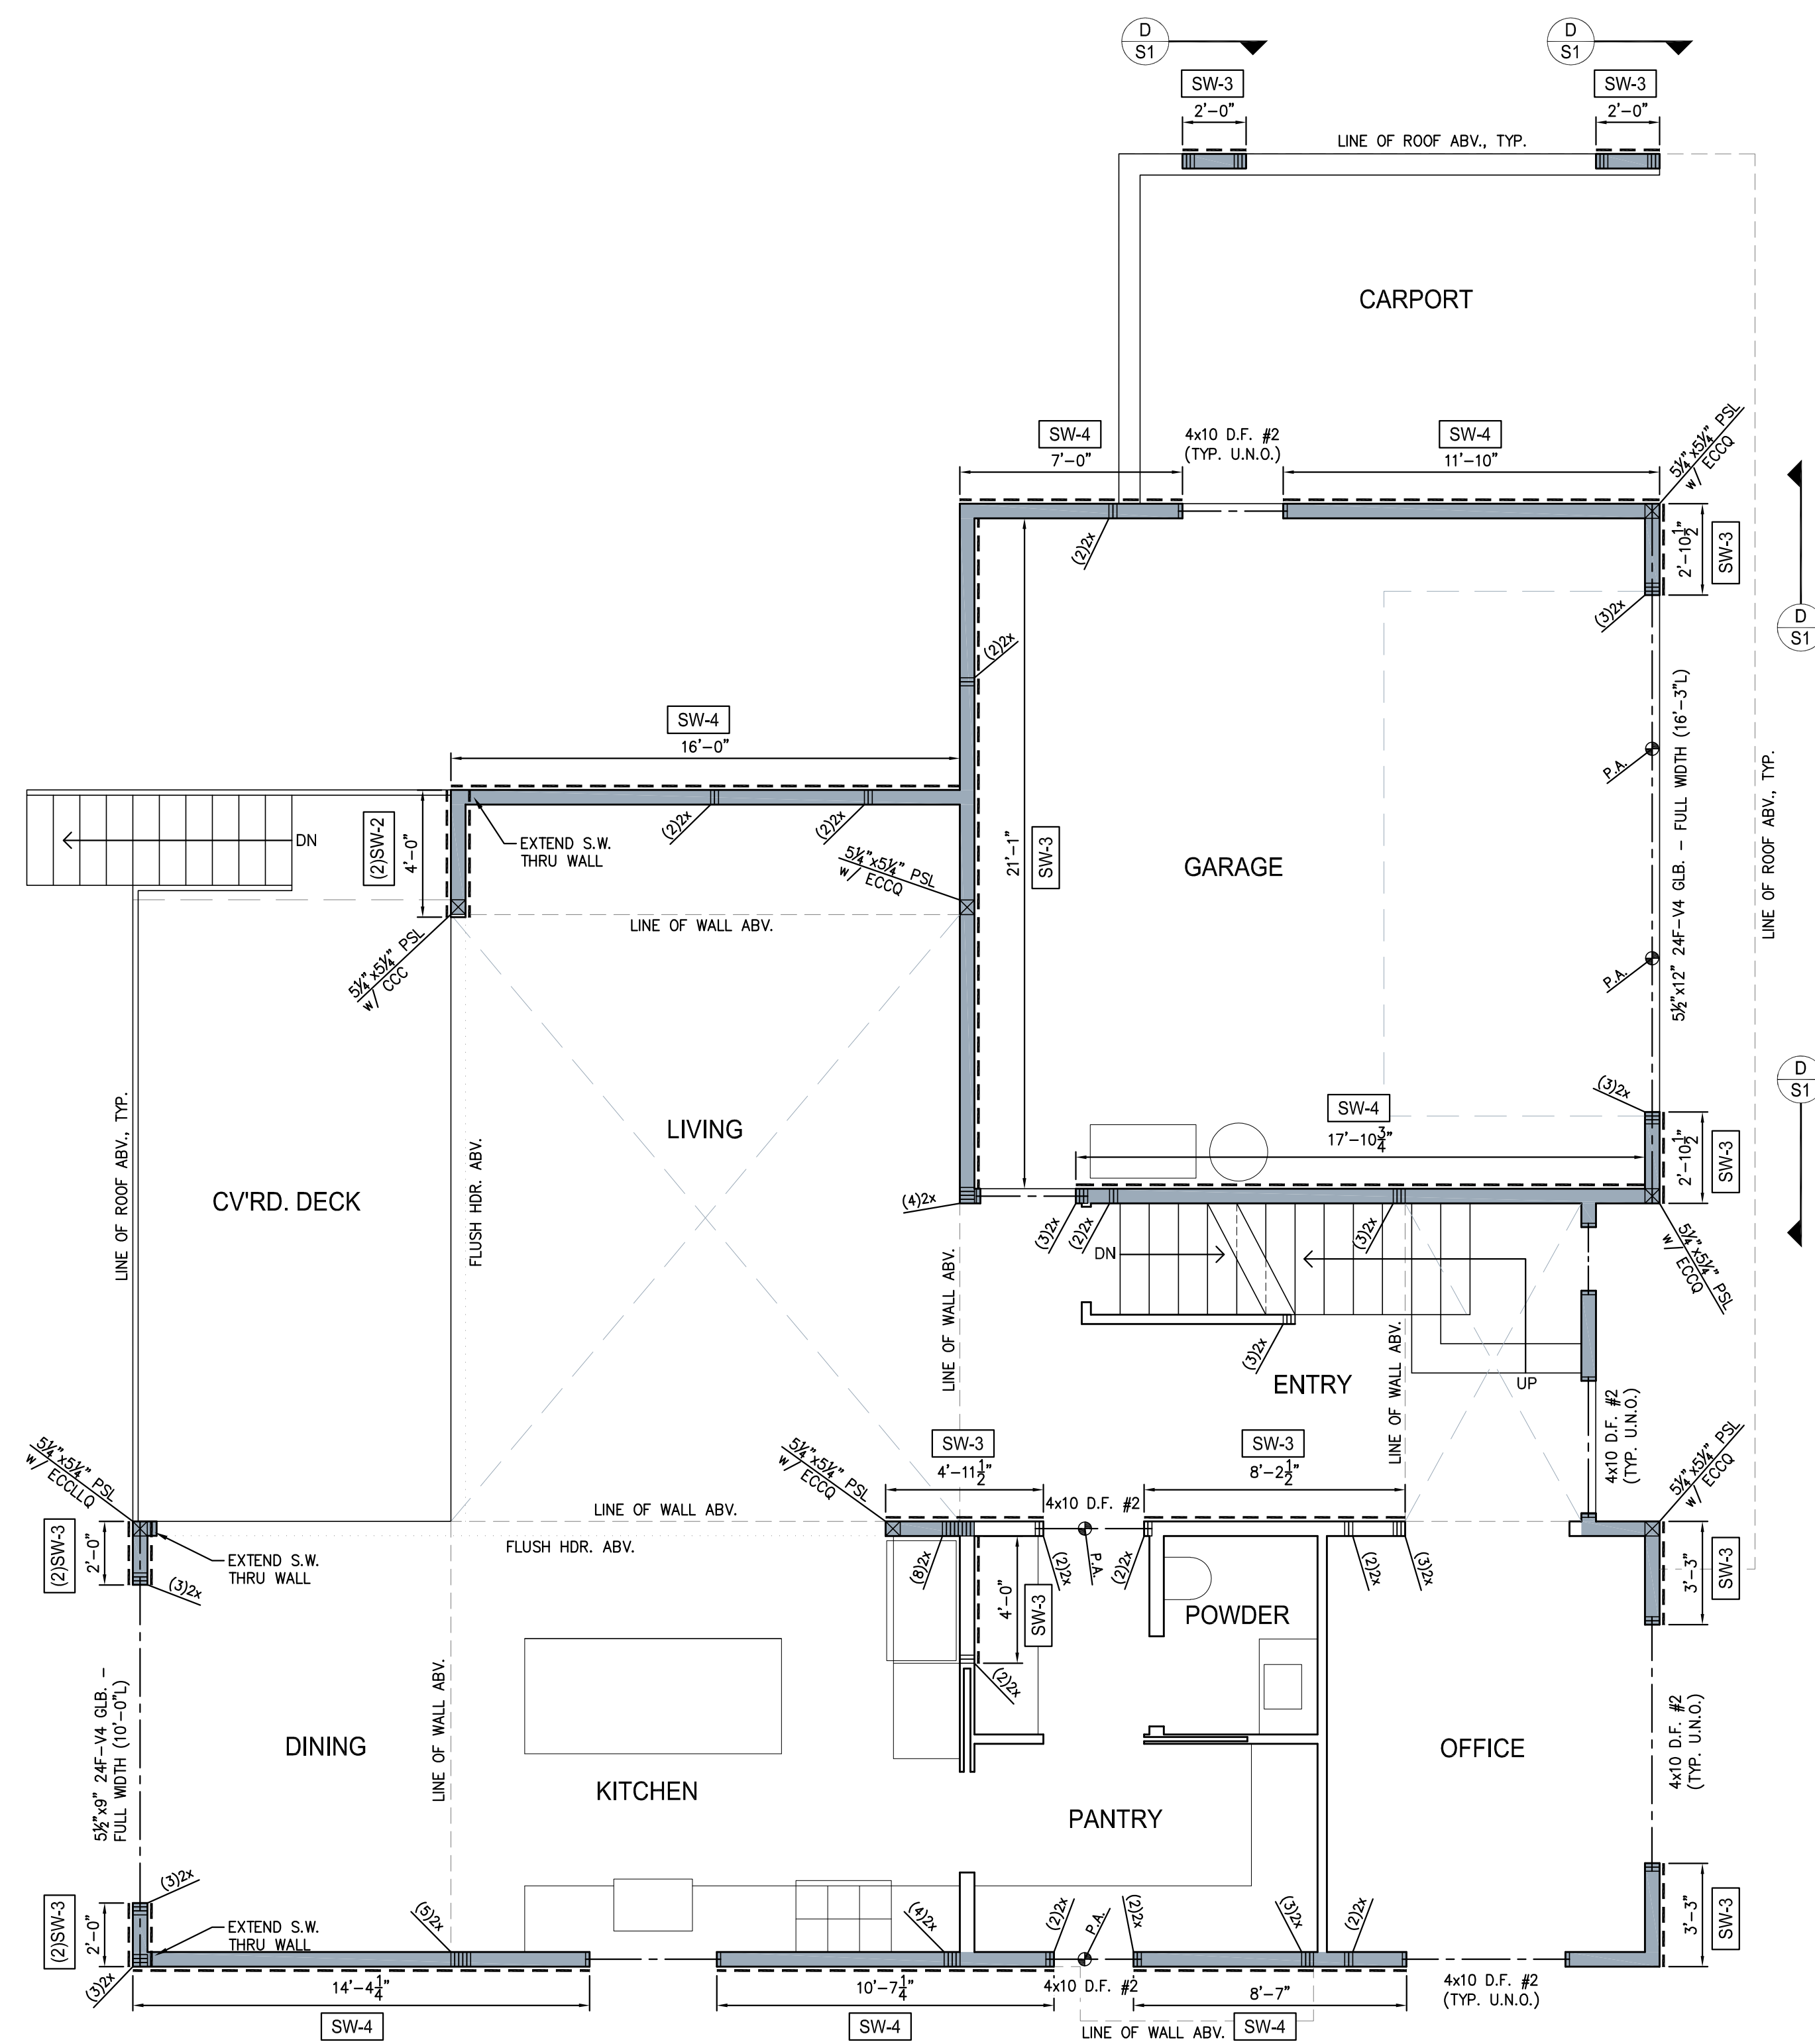 D
S1
D
S1
SW-3
2'-0"
SW-3
2'-0"
LINE OF ROOF ABV., TYP.
CARPORT
SW-4
7'-0"
4x10 D.F. #2
(TYP. U.N.O.)
SW-4
11'-10"
5¼"x5¼" PSL
w/ ECCQ
(2)2x
2'-10½"
SW-3
(3)2x
D
S1
(2)2x
SW-4
16'-0"
5½"x12" 24F-V4 GLB. - FULL WIDTH (16'-3"L)
P.A.
P.A.
LINE OF ROOF ABV., TYP.
DN
(2)SW-2
4'-0"
EXTEND S.W.
THRU WALL
(2)2x
(2)2x
5¼"x5¼" PSL
w/ ECCQ
21'-1"
SW-3
GARAGE
LINE OF WALL ABV.
5¼"x5¼" PSL
w/ CCC
D
S1
(3)2x
SW-4
17'-10¾"
2'-10½"
SW-3
LIVING
LINE OF ROOF ABV., TYP.
CV'RD. DECK
FLUSH HDR. ABV.
(4)2x
(3)2x
(2)2x
(3)2x
DN
5¼"x5¼" PSL
w/ ECCQ
LINE OF WALL ABV.
(3)2x
ENTRY
LINE OF WALL ABV.
UP
4x10 D.F. #2
(TYP. U.N.O.)
5¼"x5¼" PSL
w/ ECCLLQ
5¼"x5¼" PSL
w/ ECCQ
SW-3
4'-11½"
SW-3
8'-2½"
5¼"x5¼" PSL
w/ ECCQ
LINE OF WALL ABV.
4x10 D.F. #2
FLUSH HDR. ABV.
(2)SW-3
2'-0"
EXTEND S.W.
THRU WALL
(3)2x
(8)2x
(2)2x
P.A.
(2)2x
(2)2x
(3)2x
3'-3"
SW-3
4'-0"
SW-3
(2)2x
POWDER
5½"x9" 24F-V4 GLB. -
FULL WIDTH (10'-0"L)
DINING
LINE OF WALL ABV.
KITCHEN
PANTRY
OFFICE
4x10 D.F. #2
(TYP. U.N.O.)
(2)SW-3
2'-0"
(3)2x
EXTEND S.W.
THRU WALL
(3)2x
(5)2x
(4)2x
(2)2x
P.A.
(2)2x
(3)2x
(2)2x
3'-3"
SW-3
14'-4¼"
SW-4
10'-7¼"
SW-4
4x10 D.F. #2
8'-7"
SW-4
4x10 D.F. #2
(TYP. U.N.O.)
LINE OF WALL ABV.